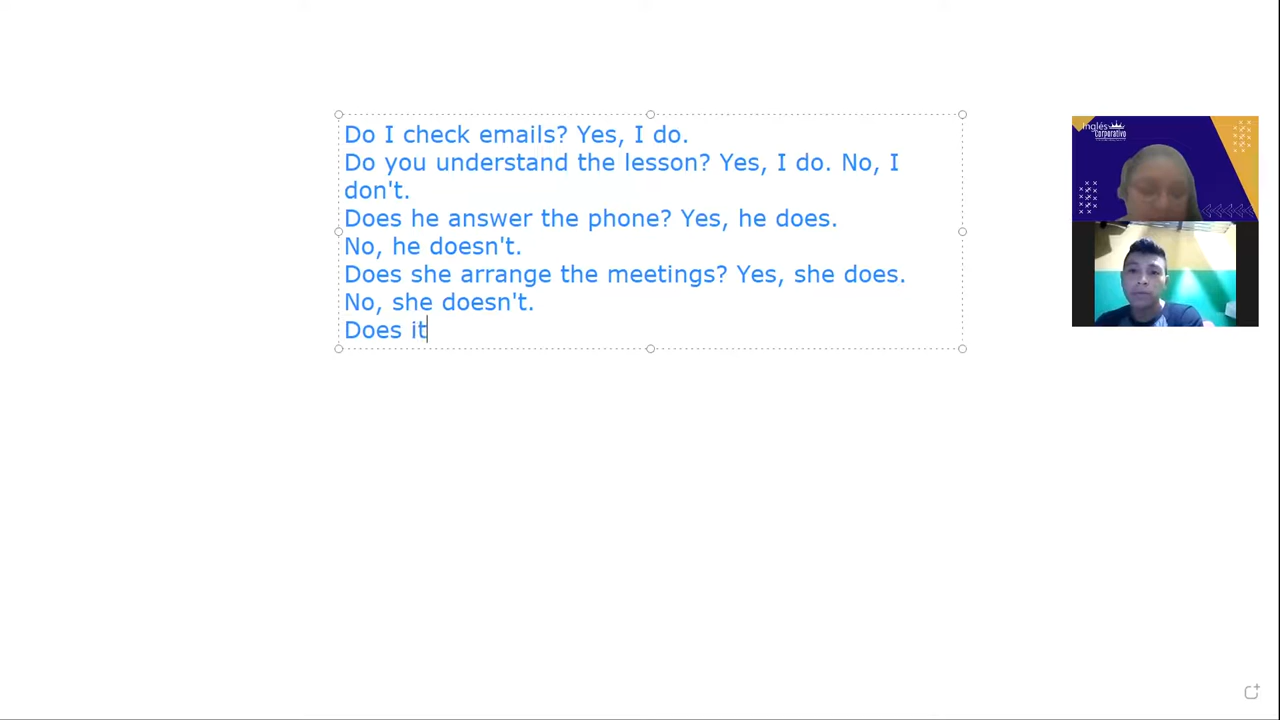 Do I check emails? Yes, I do.
Do you understand the lesson? Yes, I do. No, I
don't.
Does he answer the phone? Yes, he does.
No, he doesn't.
Does she arrange the meetings? Yes, she does.
No, she doesn't.
Does it
Inglés
Corporativo